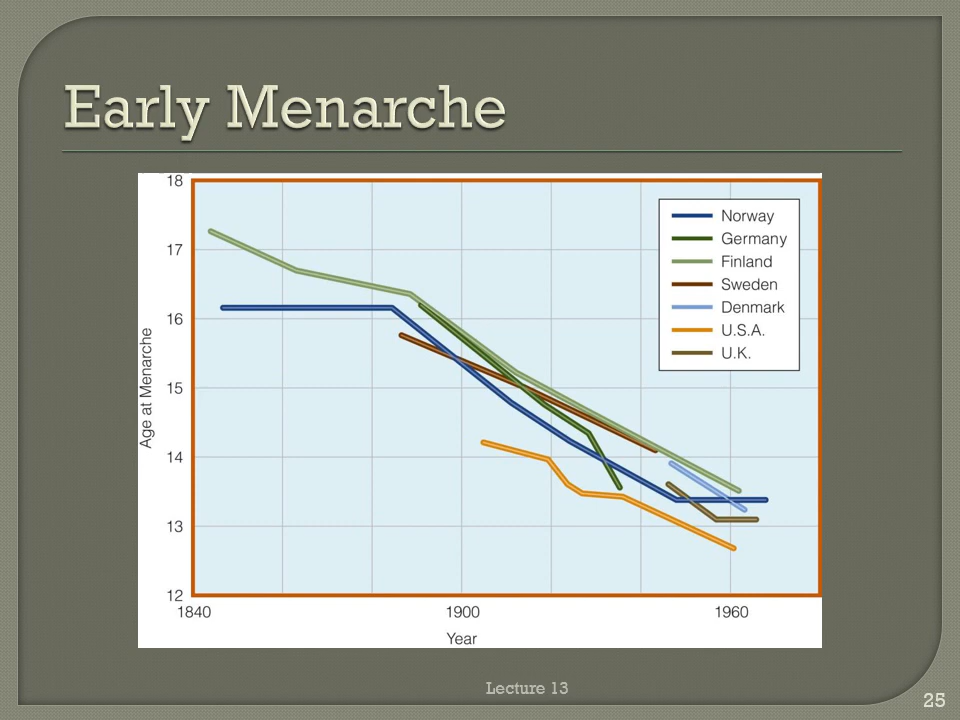 Early Menarche
18
17
16
15
14
13
12
Age at Menarche
1840
1900
1960
Year
Norway
Germany
Finland
Sweden
Denmark
U.S.A.
U.K.
Lecture 13
25